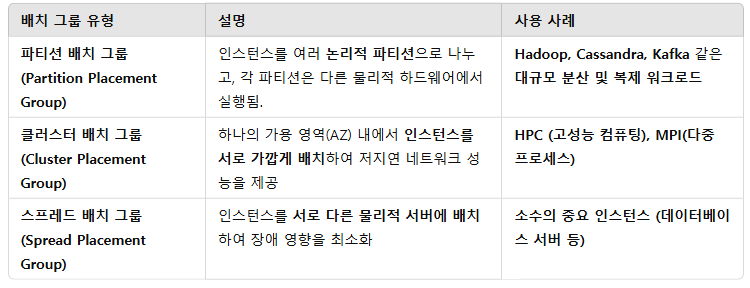 배치 그룹 유형
설명
사용 사례
파티션 배치 그룹
(Partition Placement
Group)
인스턴스를 여러 논리적 파티션으로 나누
고, 각 파티션은 다른 물리적 하드웨어에서
실행됨.
Hadoop, Cassandra, Kafka 같은
대규모 분산 및 복제 워크로드
클러스터 배치 그룹
(Cluster Placement
Group)
하나의 가용 영역(AZ) 내에서 인스턴스를
서로 가깝게 배치하여 저지연 네트워크 성
능을 제공
HPC (고성능 컴퓨팅), MPI(다중
프로세스)
스프레드 배치 그룹
(Spread Placement
Group)
인스턴스를 서로 다른 물리적 서버에 배치
하여 장애 영향을 최소화
소수의 중요 인스턴스 (데이터베이
스 서버 등)